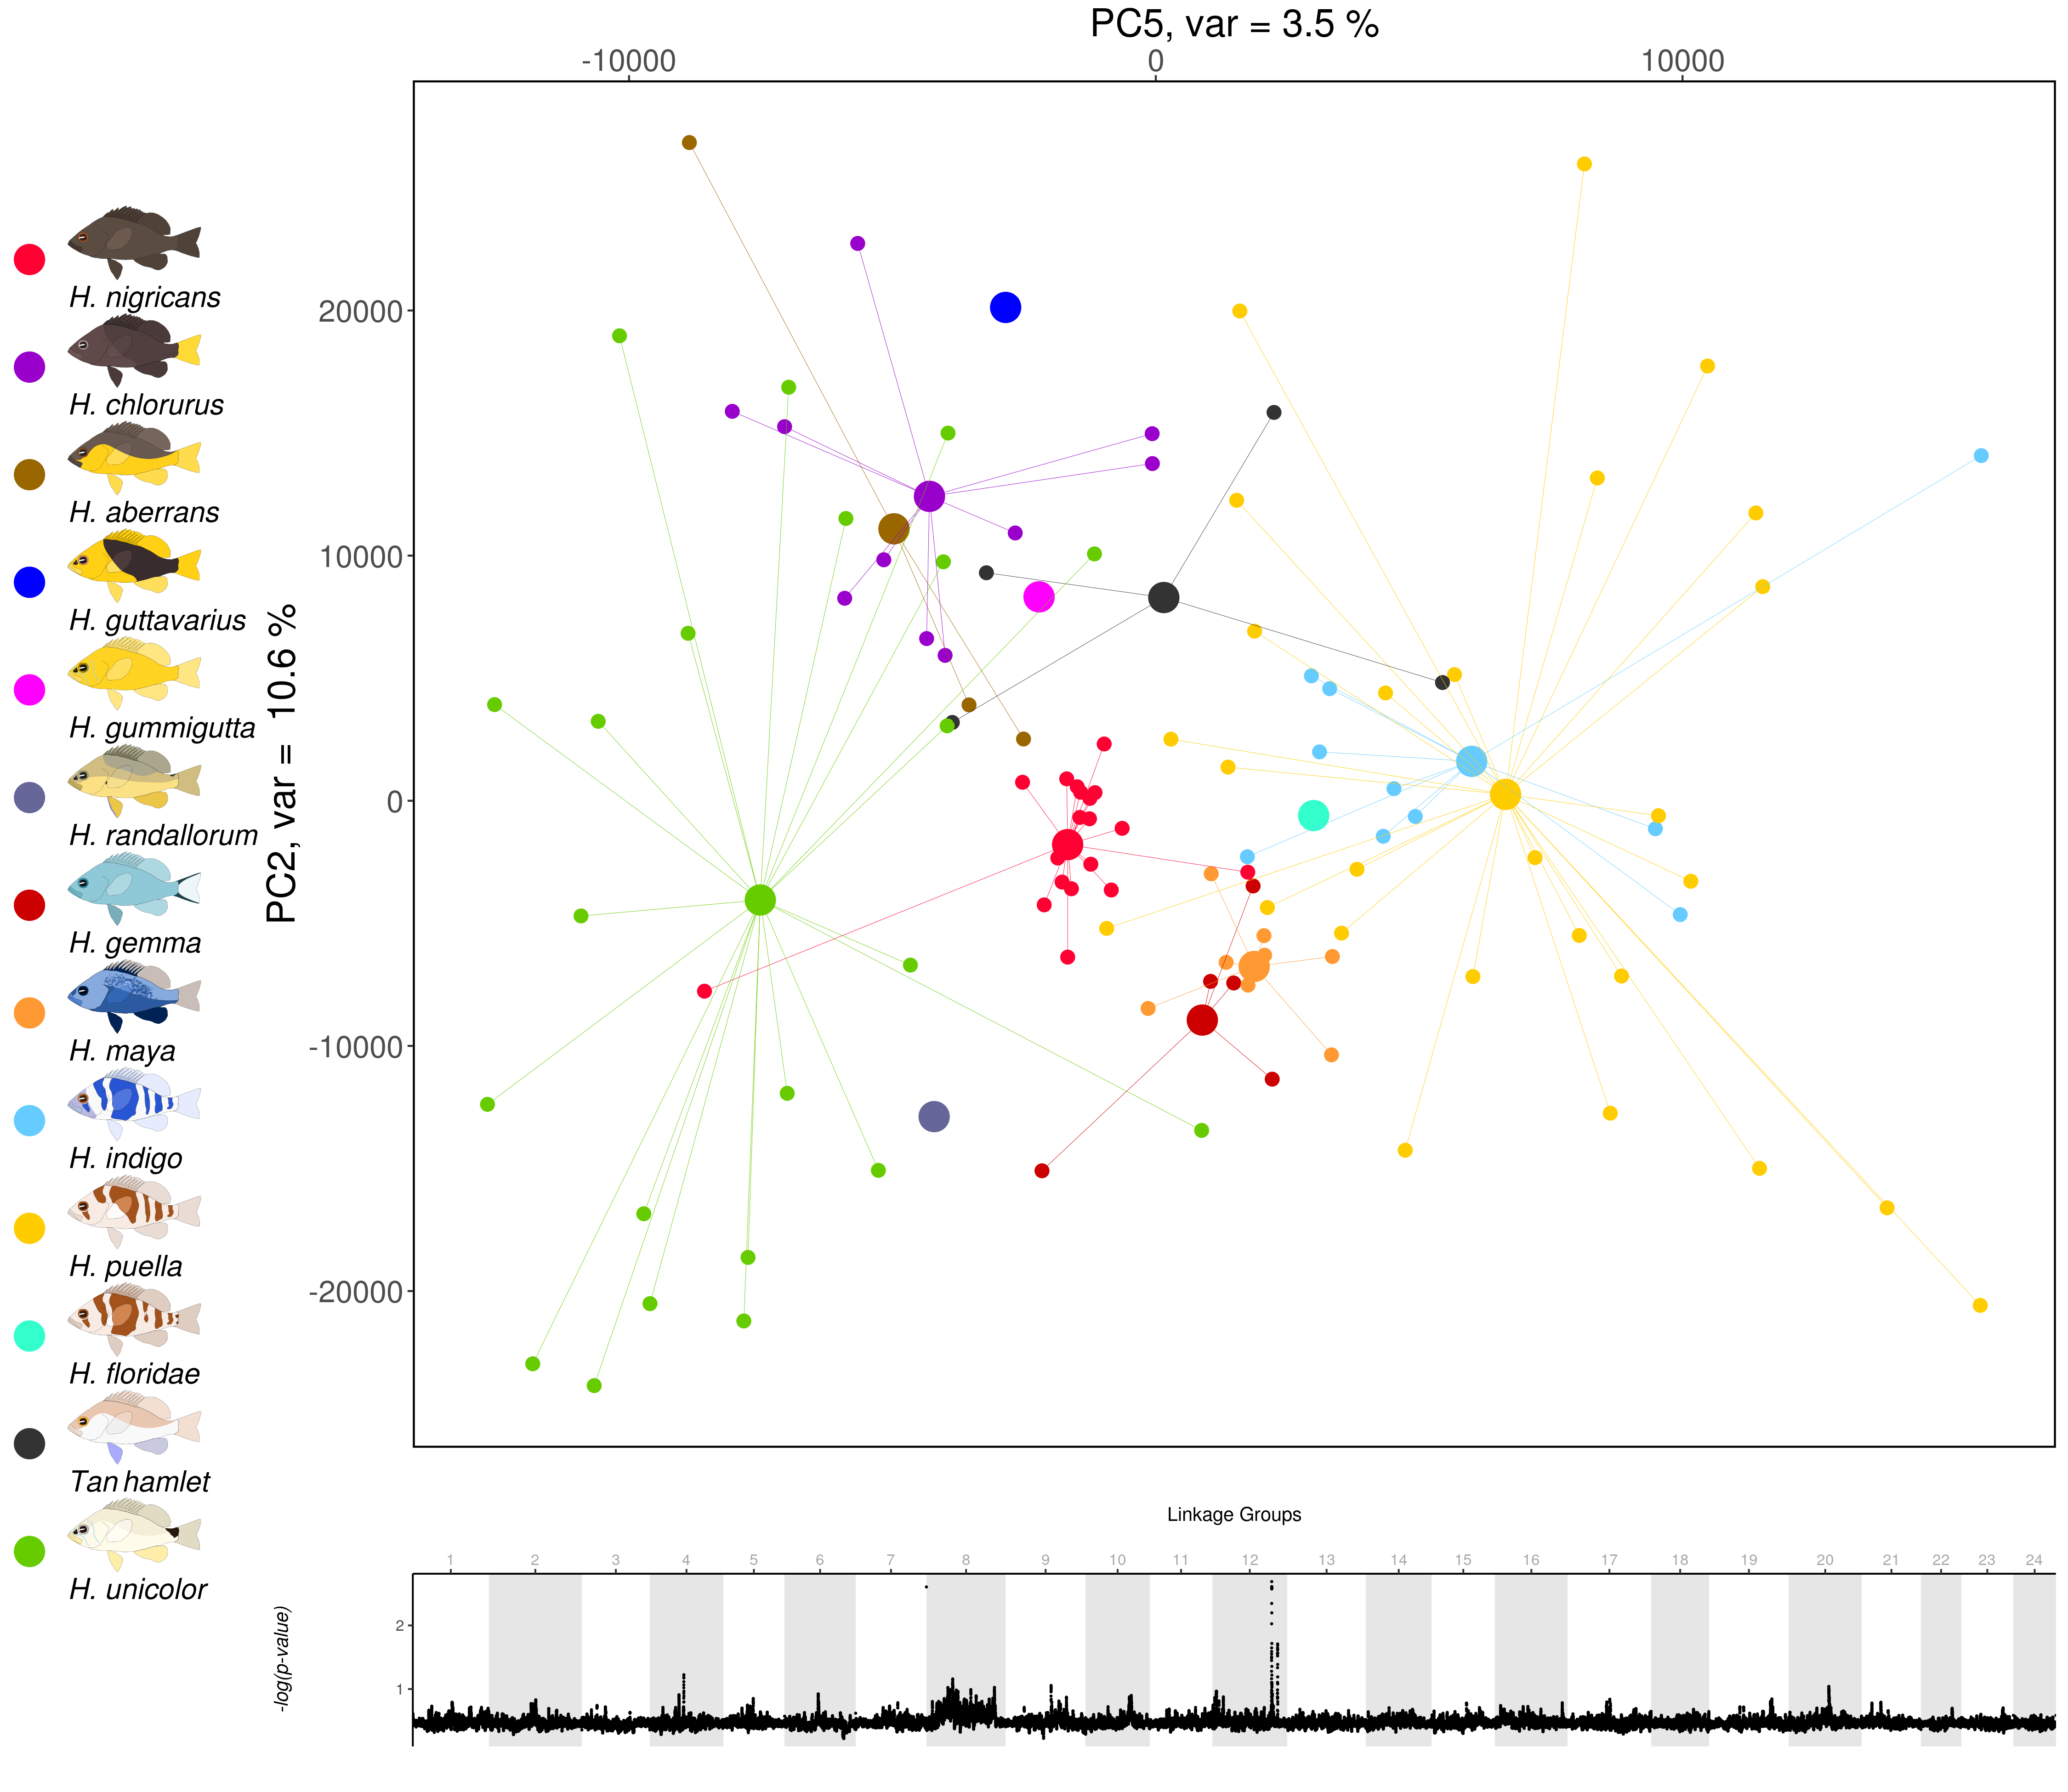 PC5, var = 3.5 %
-10000 0 10000
H. nigricans
H. chlorurus
H. aberrans
H. guttavarius
H. gummigutta
H. randallorum
H. gemma
H. maya
H. indigo
H. puella
H. floridae
Tan hamlet
H. unicolor
PC2, var = 10.6 %
20000
10000
0
-10000
-20000
Linkage Groups
1 2 3 4 5 6 7 8 9 10 11 12 13 14 15 16 17 18 19 20 21 22 23 24
-log(p-value)
2
1